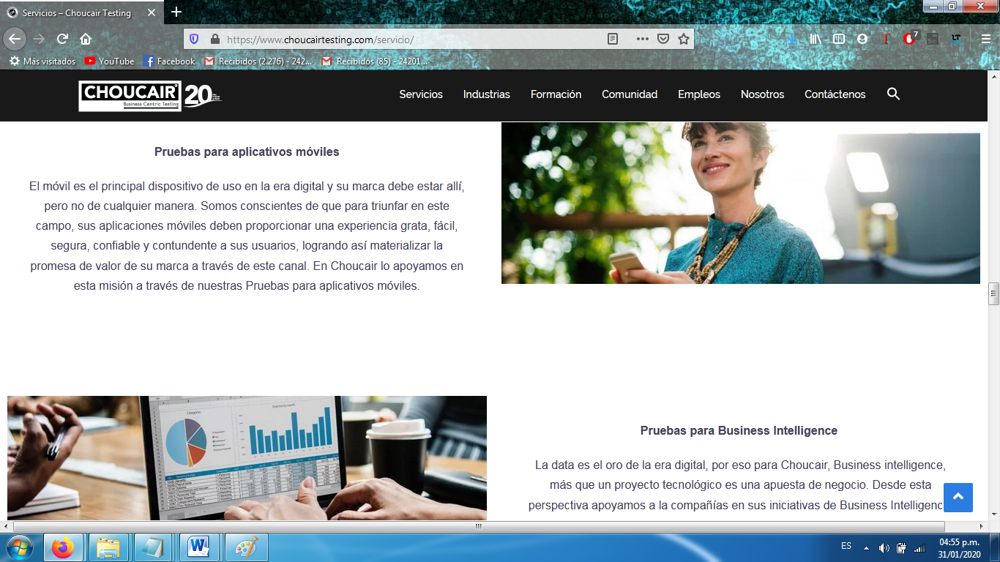 Servicios – Choucair Testing
https://www.choucairtesting.com/servicio/
7
Más visitados YouTube Facebook Recibidos (2.276) - 242... Recibidos (85) - 24201...
CHOUCAIR® 20
Business Centric Testing
Servicios Industrias Formación Comunidad Empleos Nosotros Contáctenos
Pruebas para aplicativos móviles
El móvil es el principal dispositivo de uso en la era digital y su marca debe estar allí,
pero no de cualquier manera. Somos conscientes de que para triunfar en este
campo, sus aplicaciones móviles deben proporcionar una experiencia grata, fácil,
segura, confiable y contundente a sus usuarios, logrando así materializar la
promesa de valor de su marca a través de este canal. En Choucair lo apoyamos en
esta misión a través de nuestras Pruebas para aplicativos móviles.
Pruebas para Business Intelligence
La data es el oro de la era digital, por eso para Choucair, Business intelligence,
más que un proyecto tecnológico es una apuesta de negocio. Desde esta
perspectiva apoyamos a la compañías en sus iniciativas de Business Intelligenc
ES
04:55 p.m.
31/01/2020